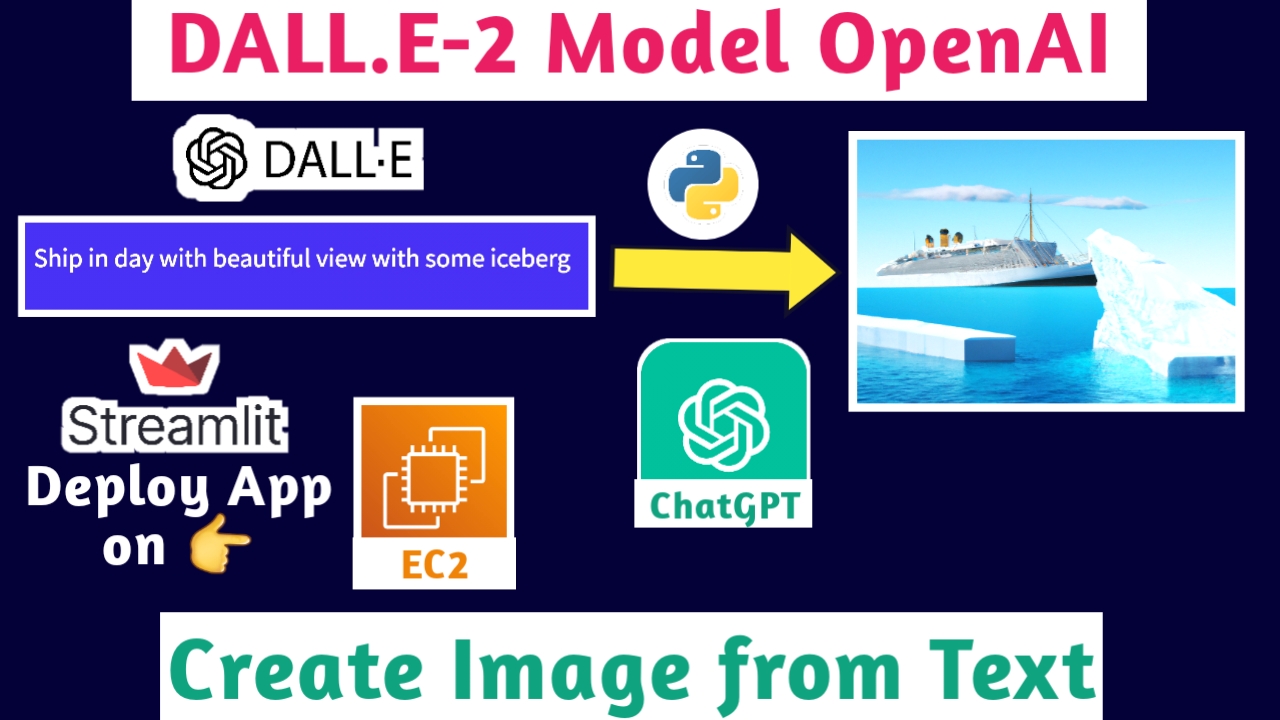 DALL.E-2 Model OpenAI
DALL·E
Ship in day with beautiful view with some iceberg
Streamlit
Deploy App
on
EC2
ChatGPT
Create Image from Text